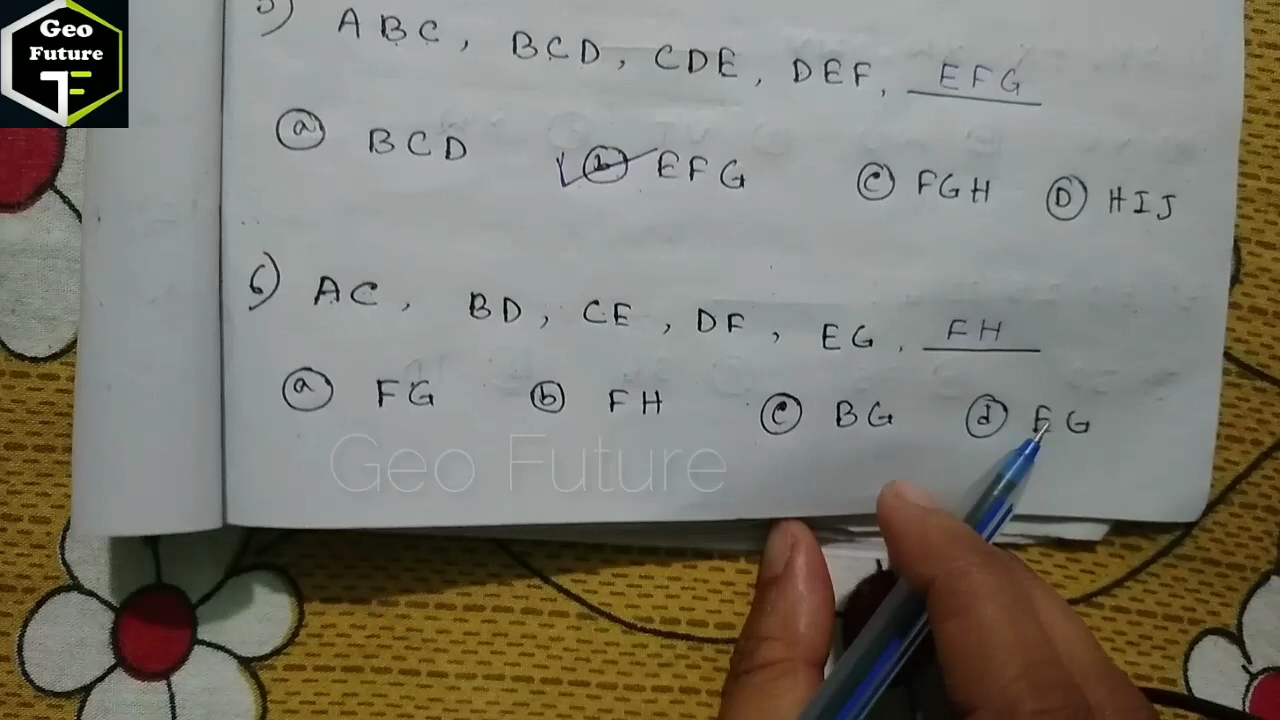 Geo
Future
5) ABC, BCD, CDE, DEF, EFG
(a) BCD (b) EFG (c) FGH (D) HIJ
6) AC, BD, CE, DF, EG, FH
(a) FG (b) FH (c) BG (d) EG
Geo Future